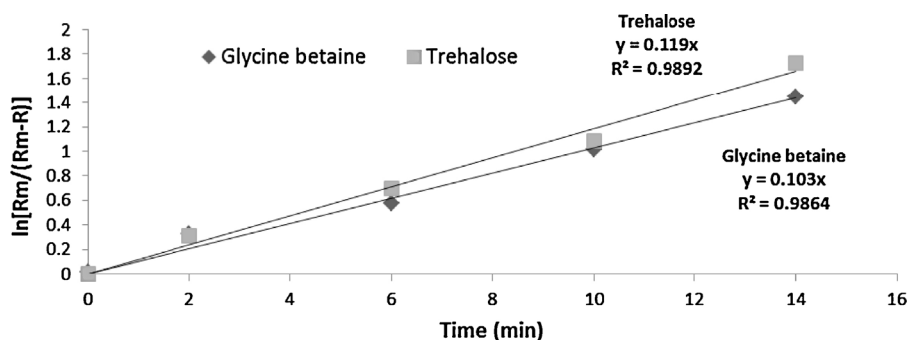 Trehalose
y = 0.119x
R² = 0.9892
Glycine betaine
Trehalose
ln[Rm/(Rm-R)]
2
1.8
1.6
1.4
1.2
1
0.8
0.6
0.4
0.2
0
Glycine betaine
y = 0.103x
R² = 0.9864
0 2 4 6 8 10 12 14 16
Time (min)